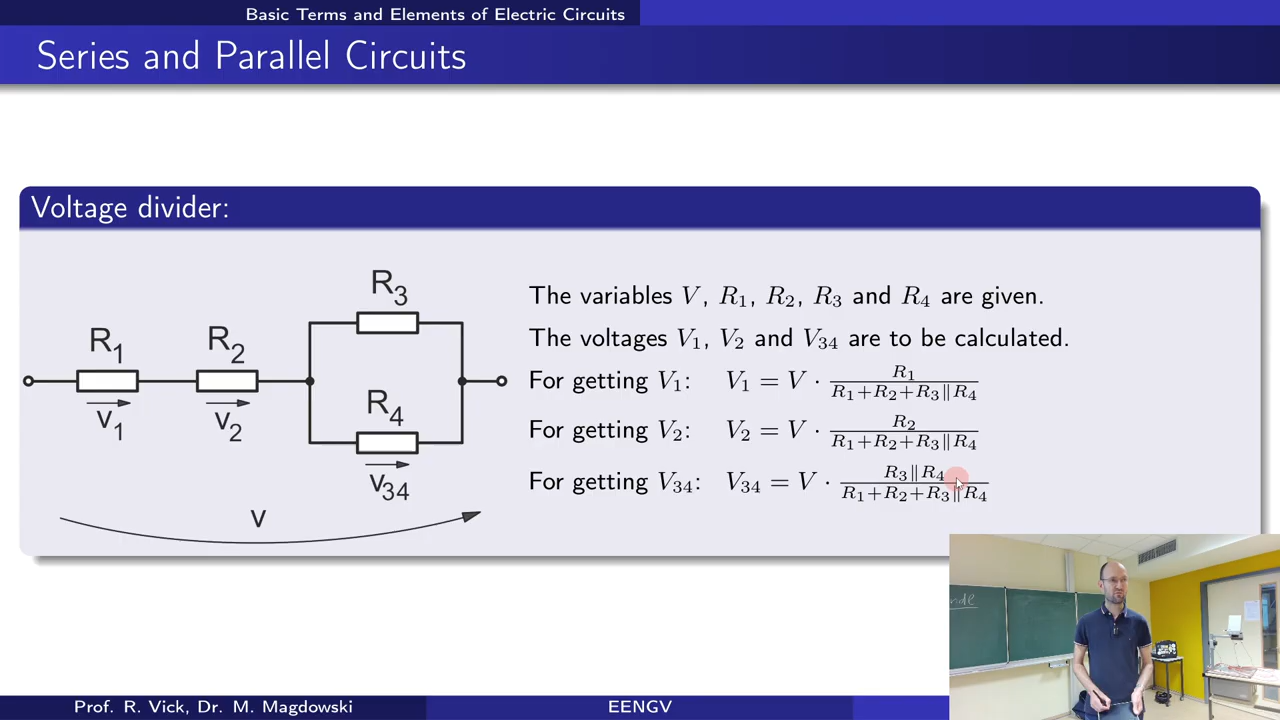 Basic Terms and Elements of Electric Circuits
Series and Parallel Circuits
Voltage divider:
R1
R2
R3
R4
V1
V2
V34
V
The variables V, R1, R2, R3 and R4 are given.
The voltages V1, V2 and V34 are to be calculated.
For getting V1: V1 = V · R1 / R1+R2+R3∥R4
For getting V2: V2 = V · R2 / R1+R2+R3∥R4
For getting V34: V34 = V · R3∥R4 / R1+R2+R3∥R4
Prof. R. Vick, Dr. M. Magdowski
EENGV